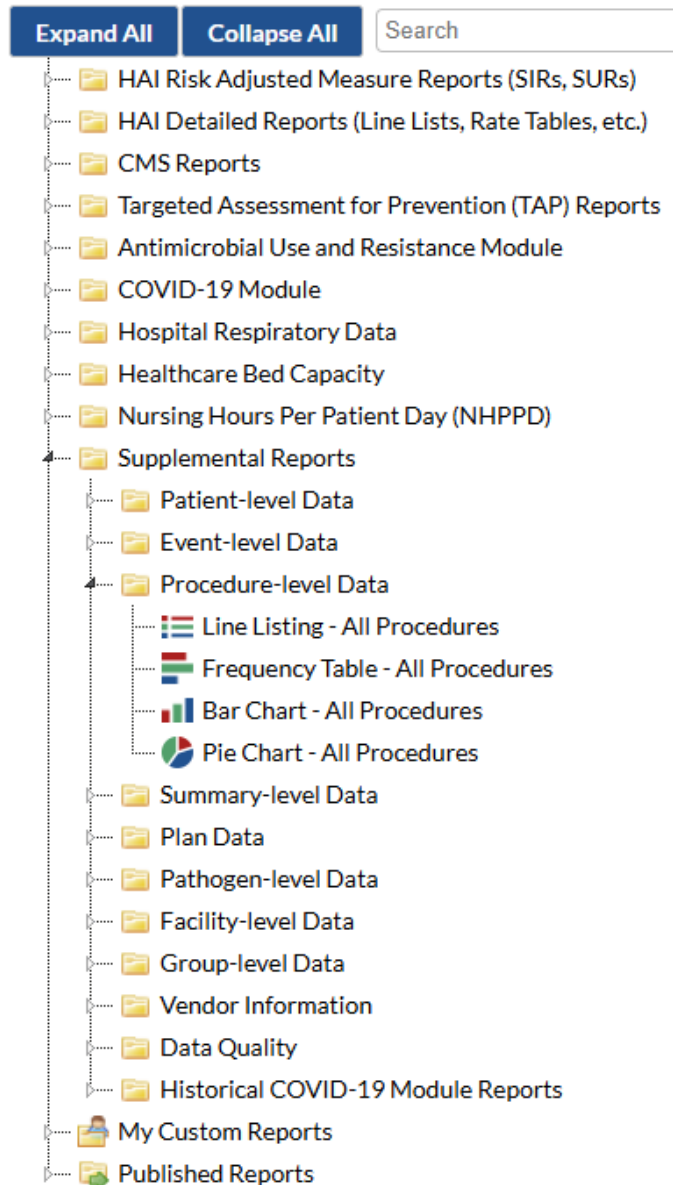 Expand All Collapse All Search
HAI Risk Adjusted Measure Reports (SIRs, SURs)
HAI Detailed Reports (Line Lists, Rate Tables, etc.)
CMS Reports
Targeted Assessment for Prevention (TAP) Reports
Antimicrobial Use and Resistance Module
COVID-19 Module
Hospital Respiratory Data
Healthcare Bed Capacity
Nursing Hours Per Patient Day (NHPPD)
Supplemental Reports
Patient-level Data
Event-level Data
Procedure-level Data
Line Listing - All Procedures
Frequency Table - All Procedures
Bar Chart - All Procedures
Pie Chart - All Procedures
Summary-level Data
Plan Data
Pathogen-level Data
Facility-level Data
Group-level Data
Vendor Information
Data Quality
Historical COVID-19 Module Reports
My Custom Reports
Published Reports